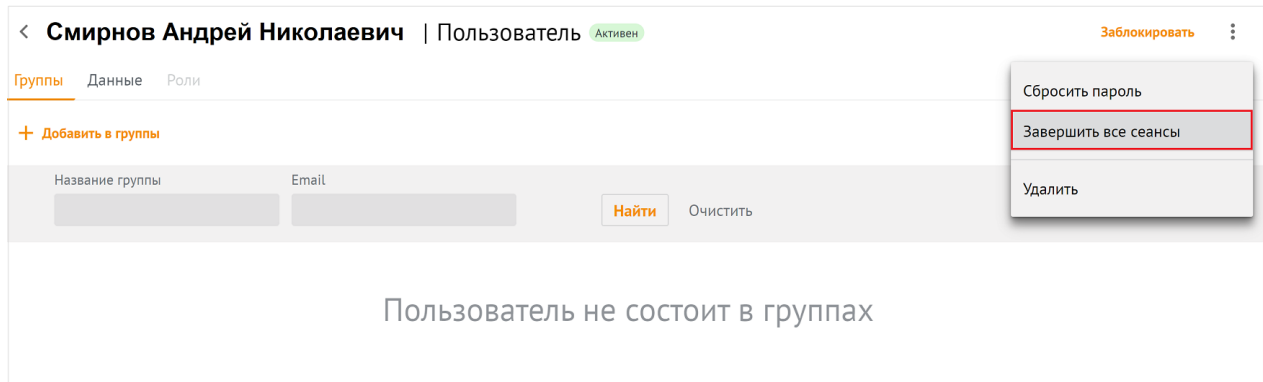 Смирнов Андрей Николаевич | Пользователь Активен
Заблокировать
Группы Данные Роли
Сбросить пароль
Завершить все сеансы
Удалить
+ Добавить в группы
Название группы Email
Найти Очистить
Пользователь не состоит в группах